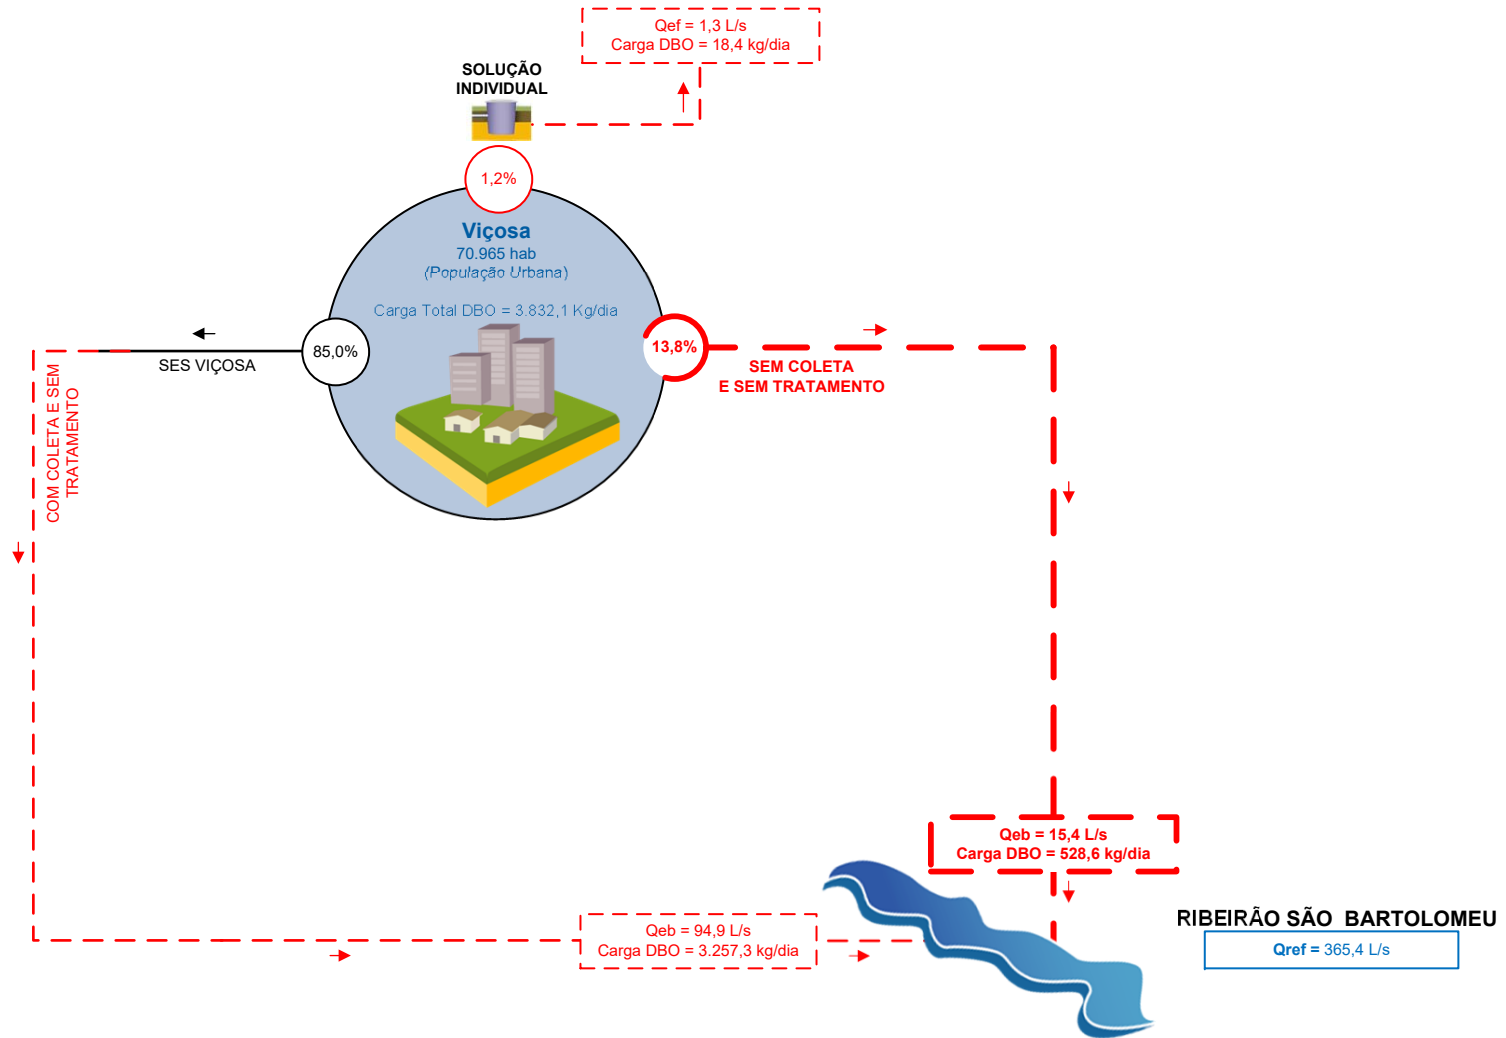 Qef = 1,3 L/s
Carga DBO = 18,4 kg/dia
SOLUÇÃO
INDIVIDUAL
1,2%
Viçosa
70.965 hab
(População Urbana)
Carga Total DBO = 3.832,1 Kg/dia
85,0%
SES VIÇOSA
13,8%
SEM COLETA
E SEM TRATAMENTO
COM COLETA E SEM
TRATAMENTO
Qeb = 15,4 L/s
Carga DBO = 528,6 kg/dia
Qeb = 94,9 L/s
Carga DBO = 3.257,3 kg/dia
RIBEIRÃO SÃO BARTOLOMEU
Qref = 365,4 L/s